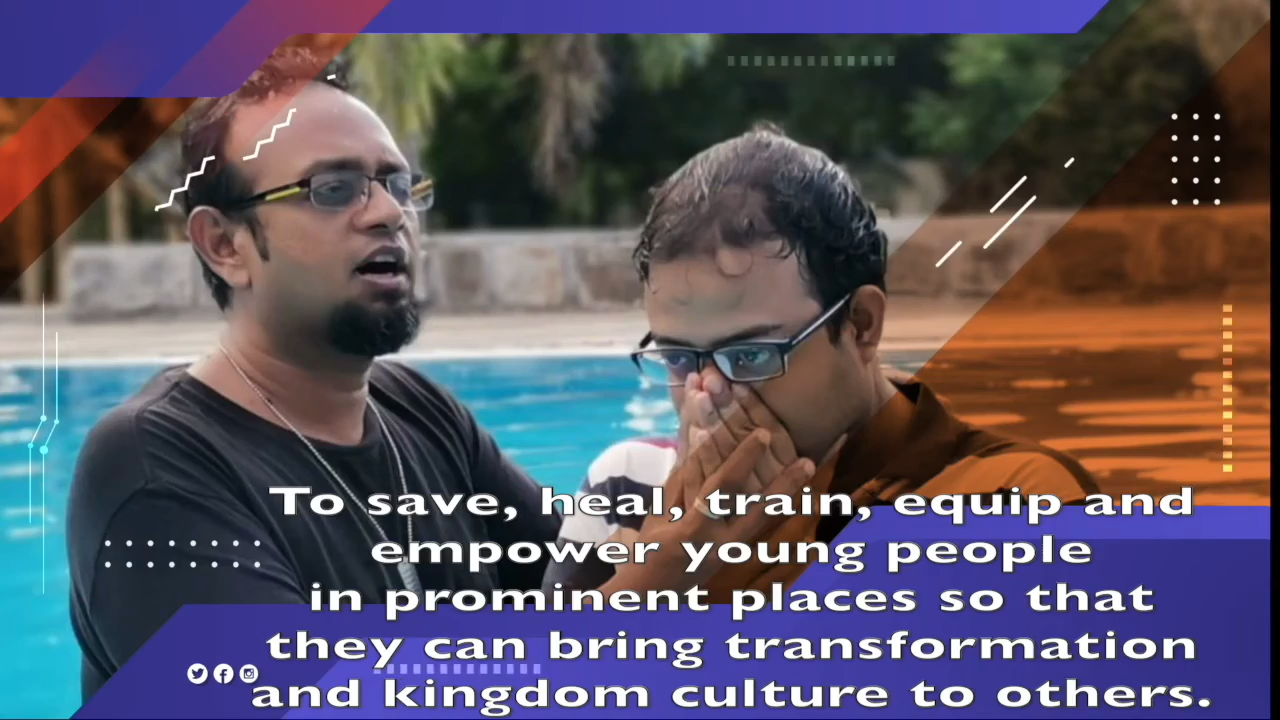 To save, heal, train, equip and
empower young people
in prominent places so that
they can bring transformation
and kingdom culture to others.